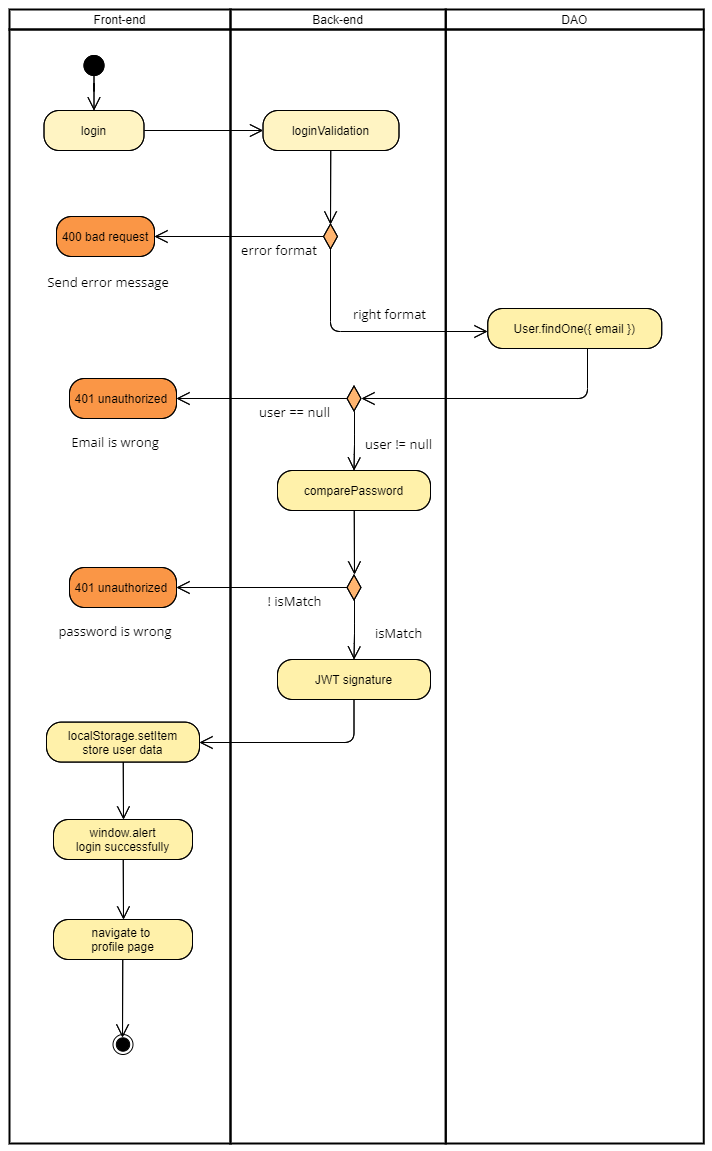 Front-end
Back-end
DAO
login
loginValidation
400 bad request
error format
Send error message
right format
User.findOne({ email })
401 unauthorized
user == null
Email is wrong
user != null
comparePassword
401 unauthorized
! isMatch
password is wrong
isMatch
JWT signature
localStorage.setItem
store user data
window.alert
login successfully
navigate to
profile page